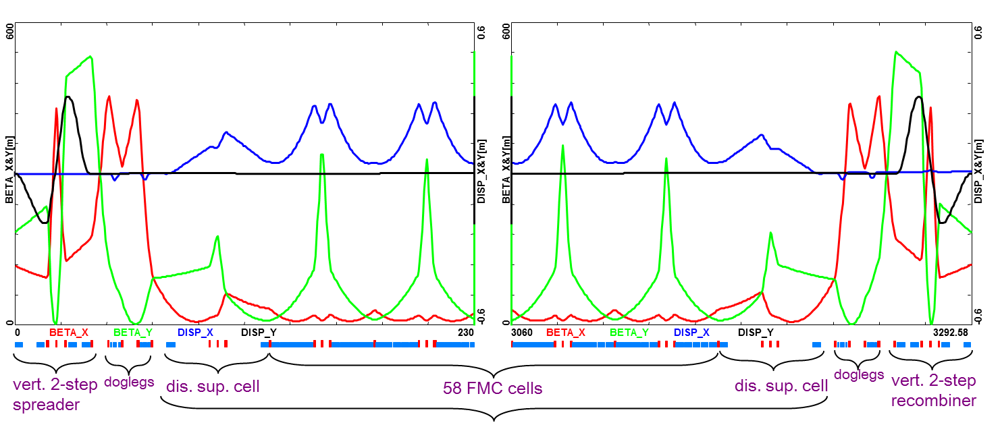 600
0.6
BETA_X&Y[m]
DISP_X&Y[m]
0
-0.6
0 BETA_X BETA_Y DISP_X DISP_Y 230
600
0.6
BETA_X&Y[m]
DISP_X&Y[m]
0
-0.6
3060 BETA_X BETA_Y DISP_X DISP_Y 3292.58
vert. 2-step
spreader
doglegs
dis. sup. cell
58 FMC cells
dis. sup. cell
doglegs
vert. 2-step
recombiner